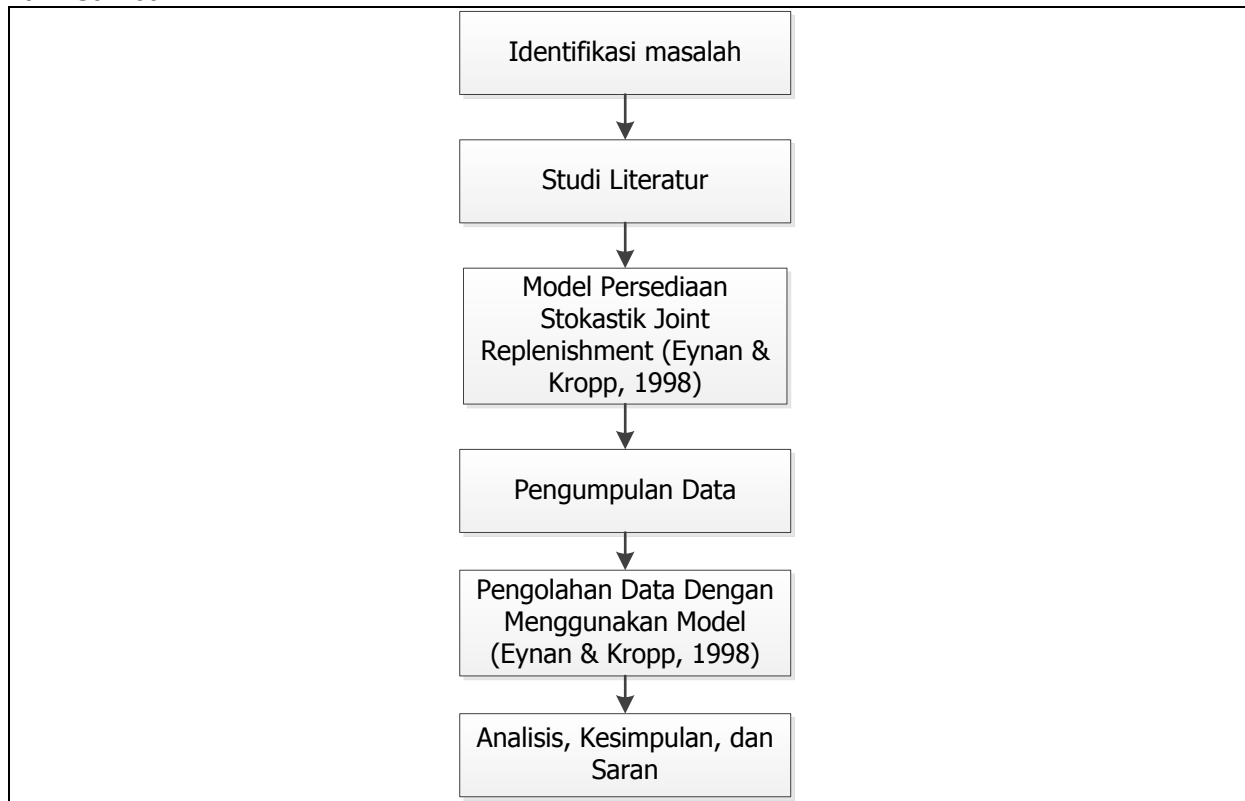 Identifikasi masalah
Studi Literatur
Model Persediaan
Stokastik Joint
Replenishment (Eynan &
Kropp, 1998)
Pengumpulan Data
Pengolahan Data Dengan
Menggunakan Model
(Eynan & Kropp, 1998)
Analisis, Kesimpulan, dan
Saran